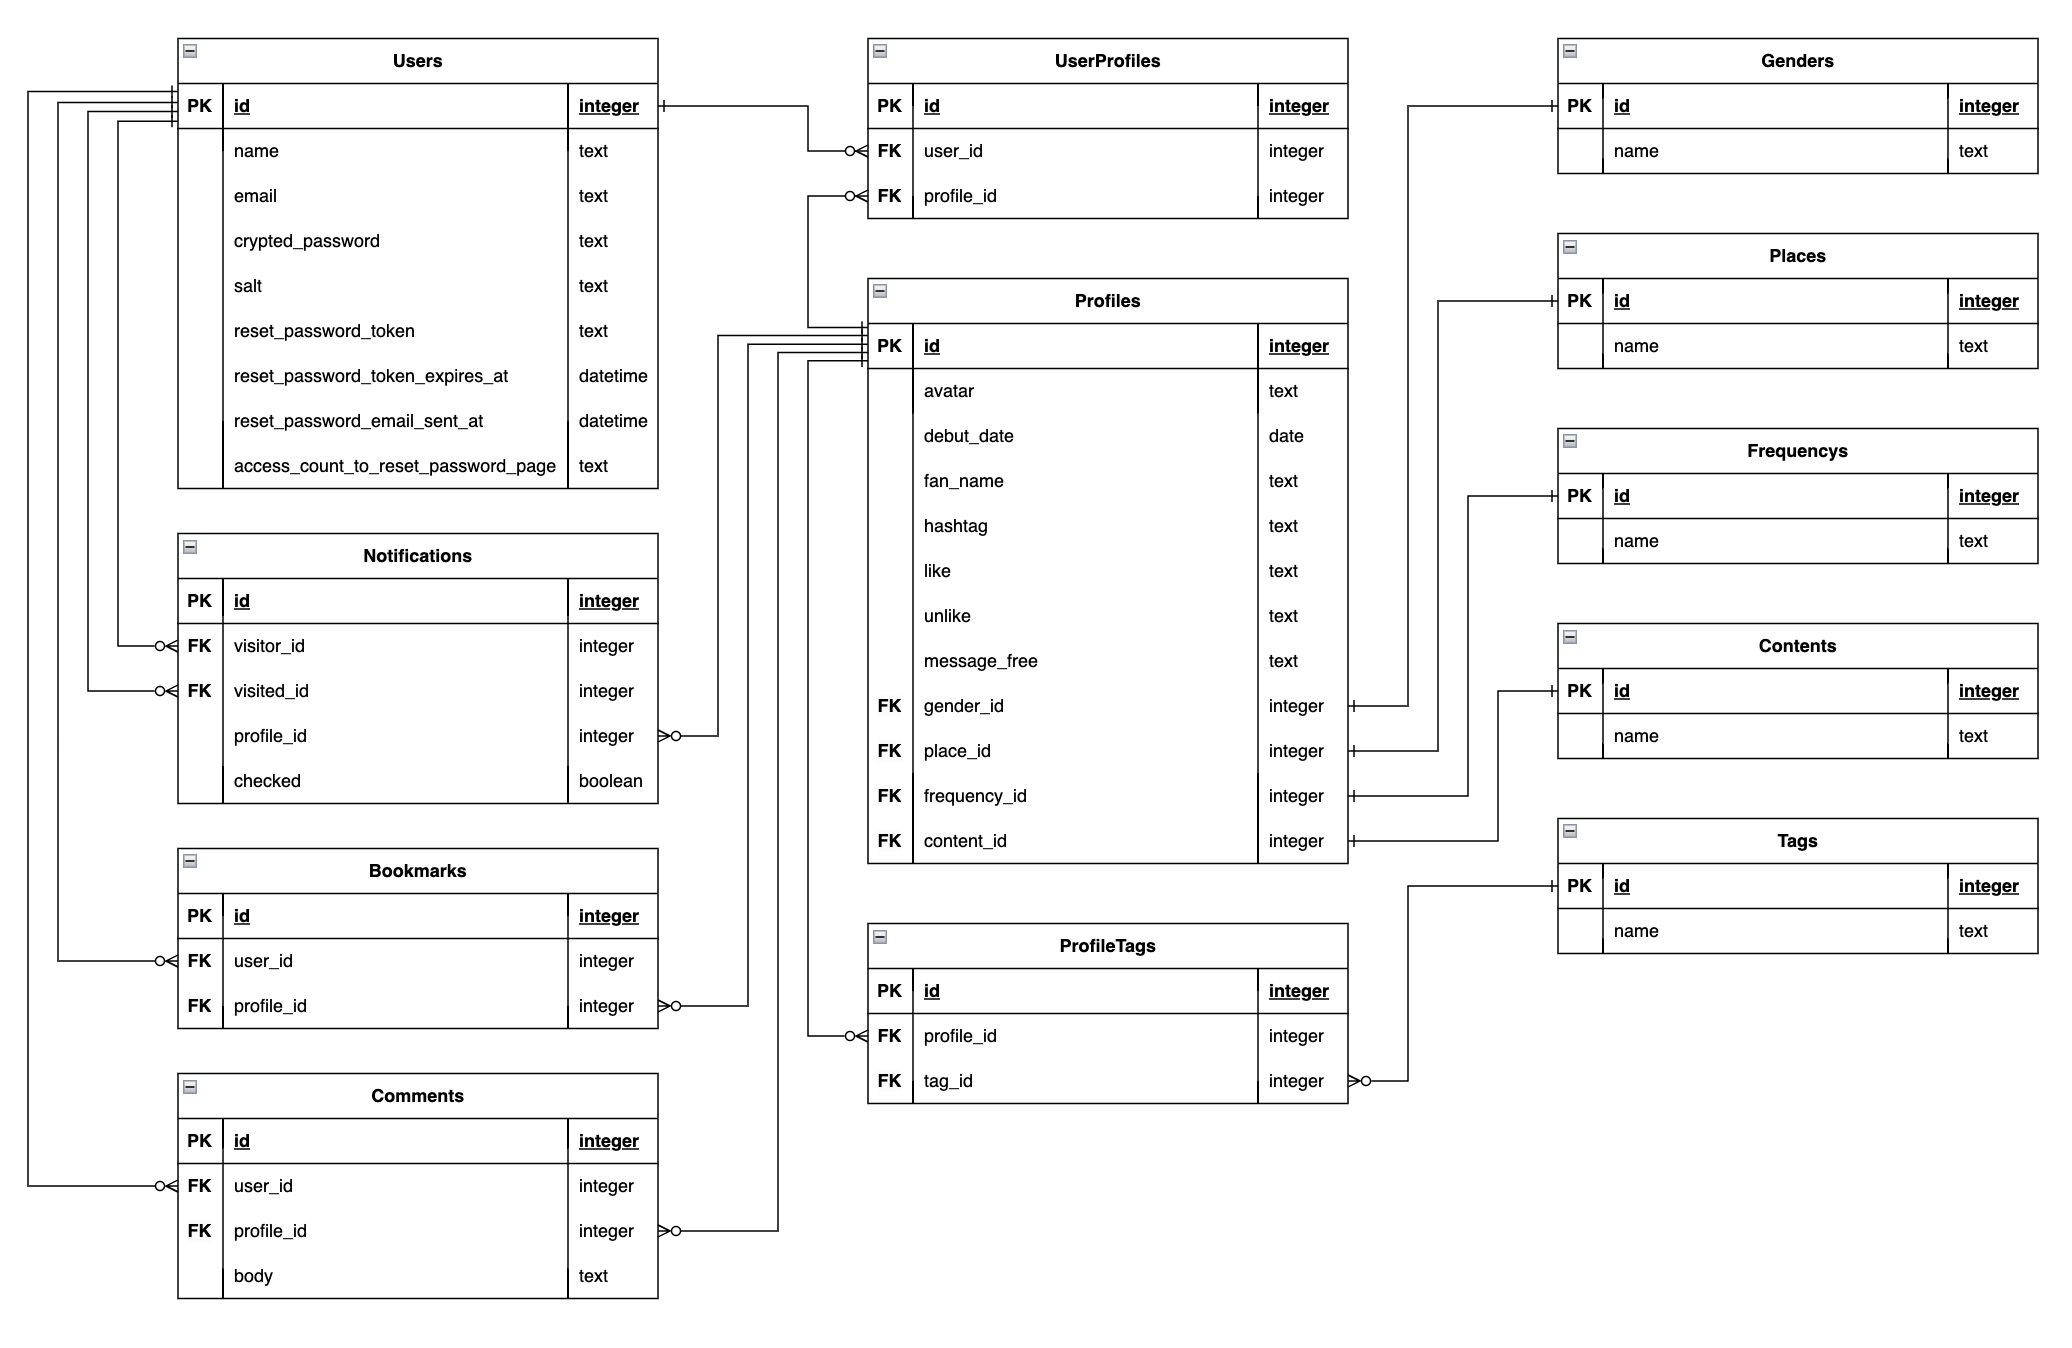 Users
PK id integer
name text
email text
crypted_password text
salt text
reset_password_token text
reset_password_token_expires_at datetime
reset_password_email_sent_at datetime
access_count_to_reset_password_page text
Notifications
PK id integer
FK visitor_id integer
FK visited_id integer
profile_id integer
checked boolean
Bookmarks
PK id integer
FK user_id integer
FK profile_id integer
Comments
PK id integer
FK user_id integer
FK profile_id integer
body text
UserProfiles
PK id integer
FK user_id integer
FK profile_id integer
Profiles
PK id integer
avatar text
debut_date date
fan_name text
hashtag text
like text
unlike text
message_free text
FK gender_id integer
FK place_id integer
FK frequency_id integer
FK content_id integer
ProfileTags
PK id integer
FK profile_id integer
FK tag_id integer
Genders
PK id integer
name text
Places
PK id integer
name text
Frequencys
PK id integer
name text
Contents
PK id integer
name text
Tags
PK id integer
name text